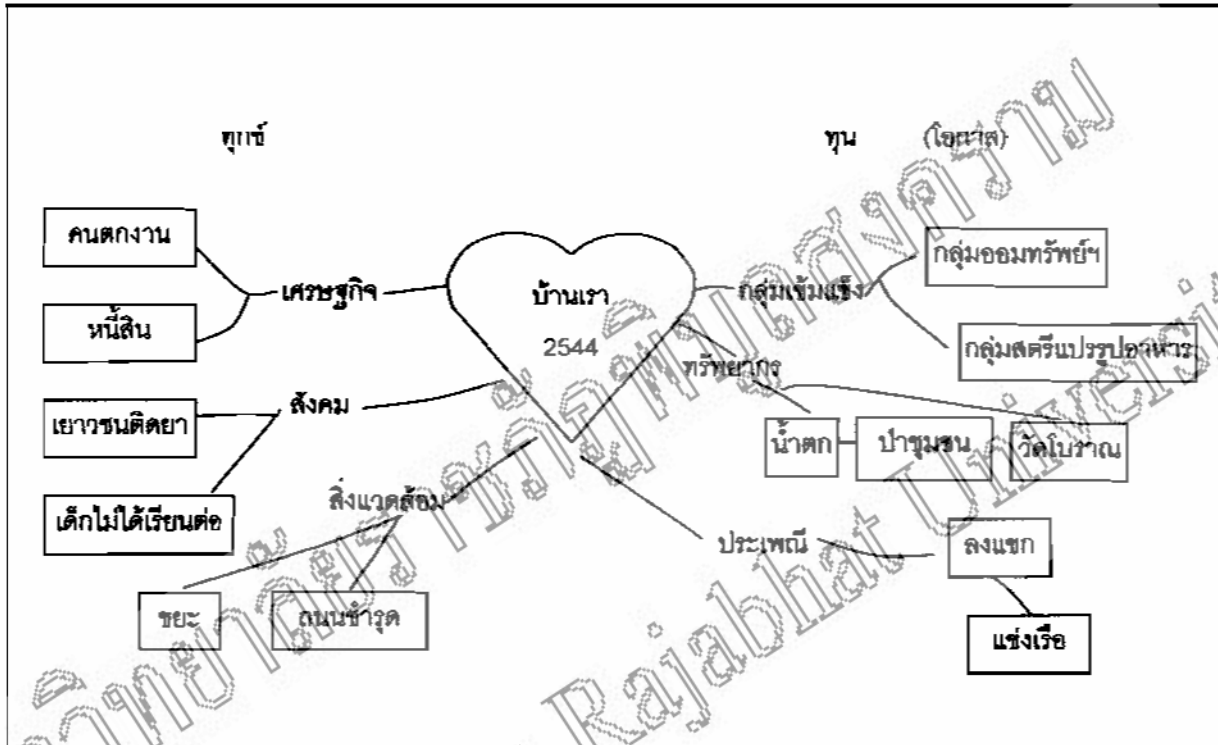 ทุกข์
ทุน (โอกาส)
คนตกงาน
หนี้สิน
เศรษฐกิจ
เยาวชนติดยา
เด็กไม่ได้เรียนต่อ
สังคม
สิ่งแวดล้อม
ขยะ
ถนนชำรุด
บ้านเรา
2544
กลุ่มเข้มแข็ง
กลุ่มออมทรัพย์ฯ
กลุ่มสตรีแปรรูปอาหาร
ทรัพยากร
น้ำตก
ป่าชุมชน
วัดโบราณ
ประเพณี
ลงแขก
แข่งเรือ
Rajabhat Universit